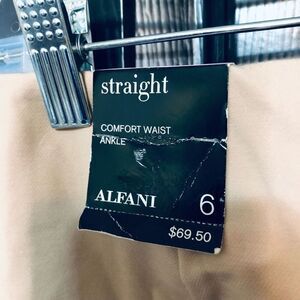 straight
COMFORT WAIST
ANKLE
ALFANI 6
$69.50